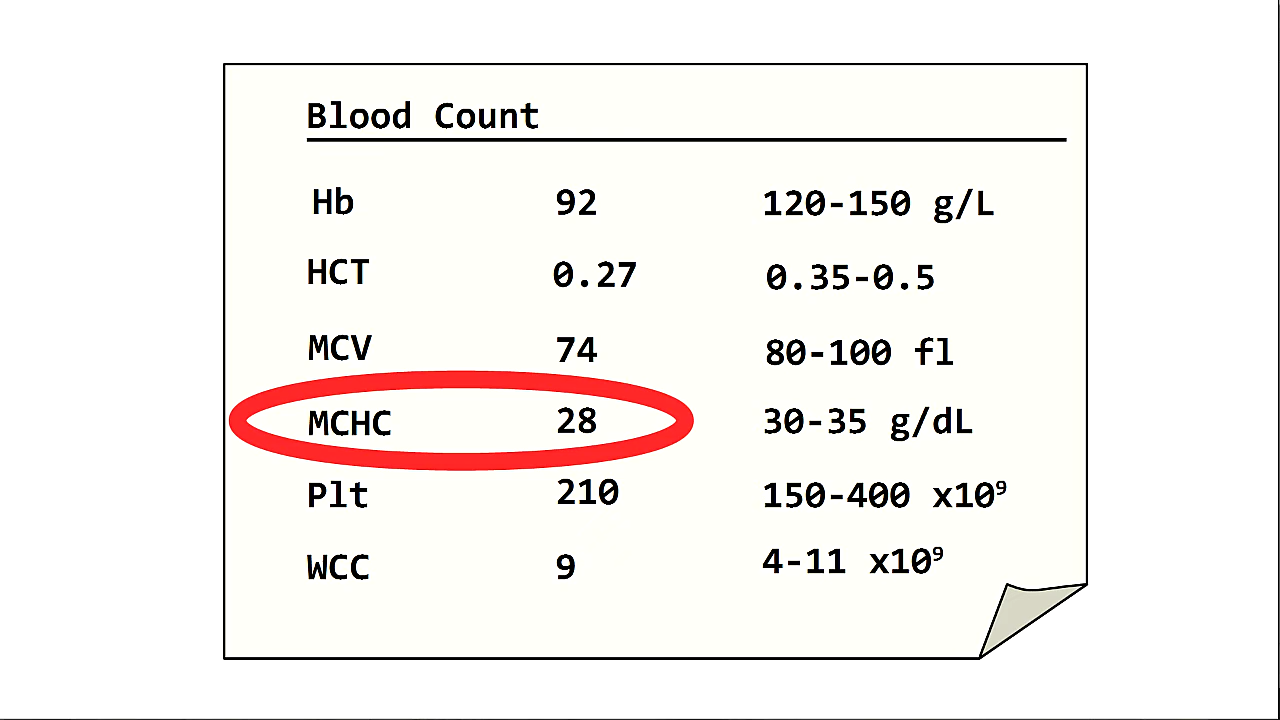 Blood Count
Hb 92 120-150 g/L
HCT 0.27 0.35-0.5
MCV 74 80-100 fl
MCHC 28 30-35 g/dL
Plt 210 150-400 x10⁹
WCC 9 4-11 x10⁹